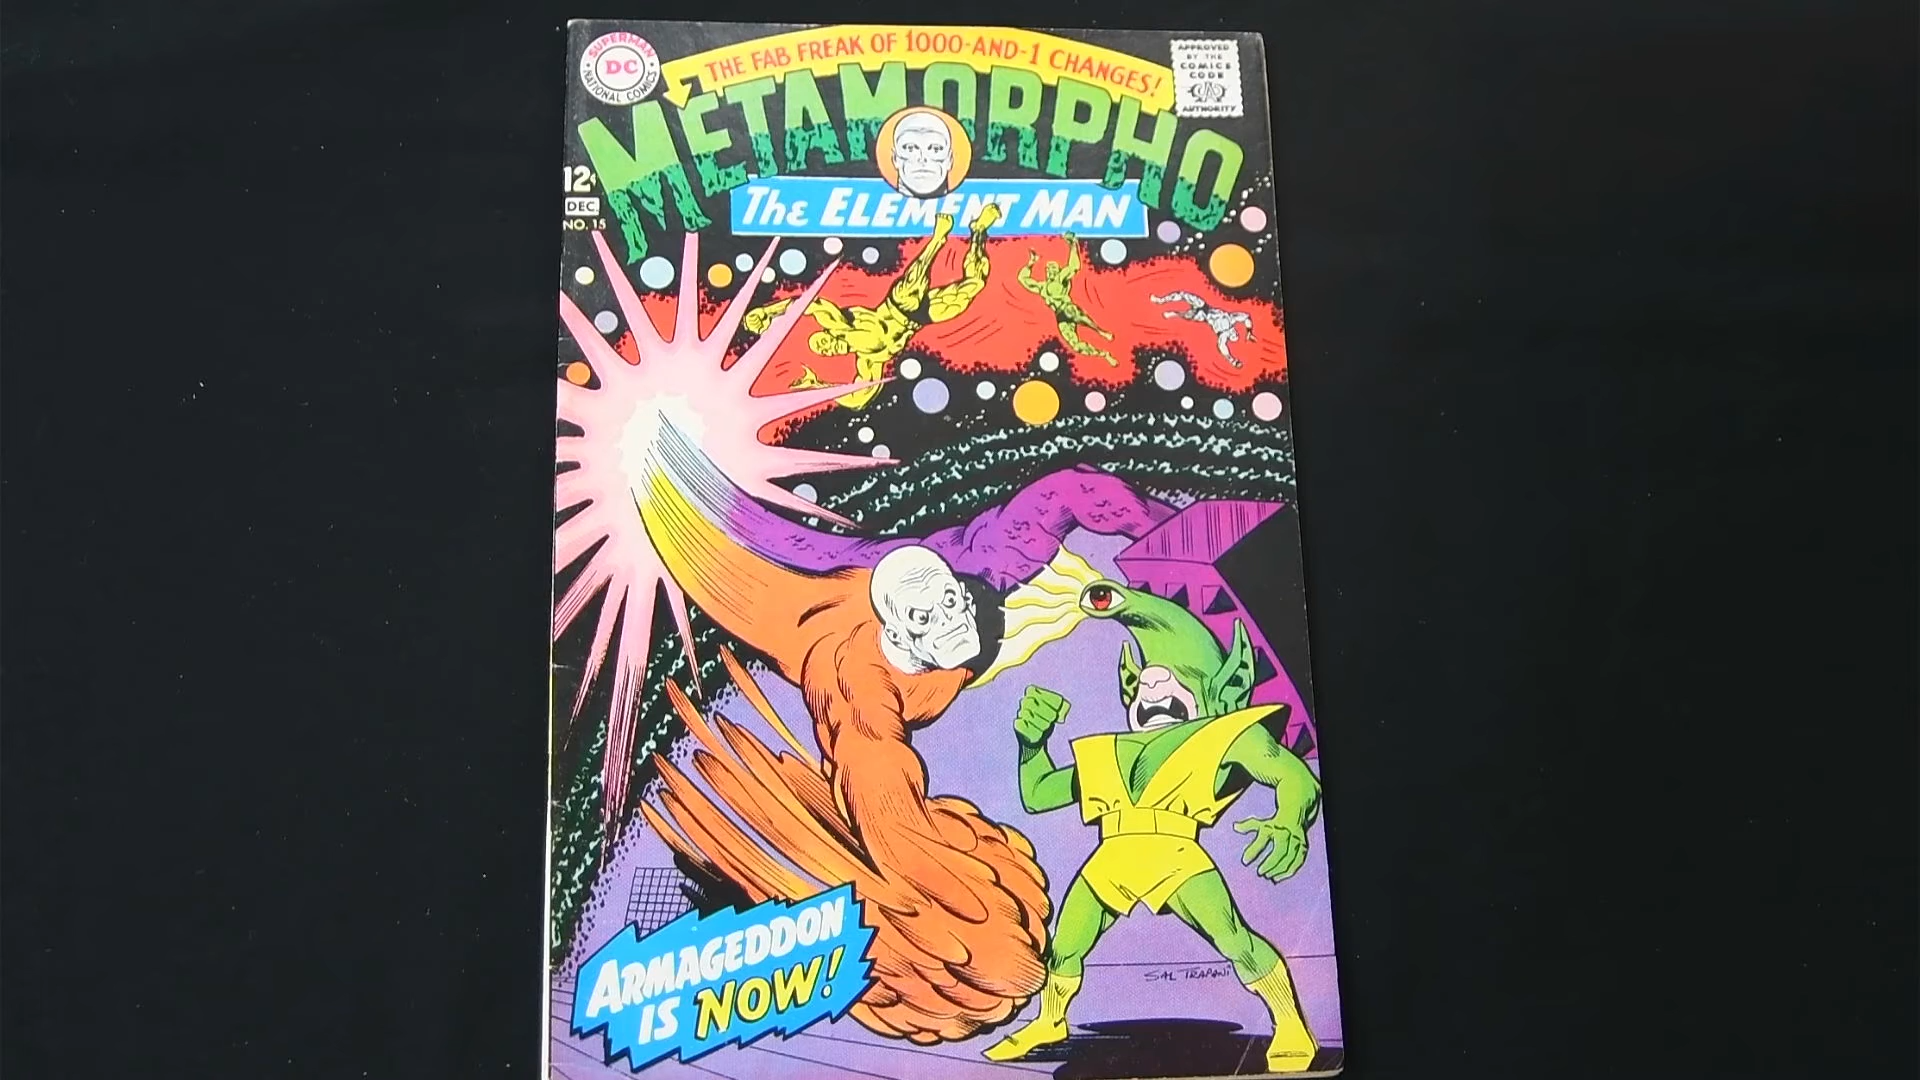 SUPERMAN
DC
NATIONAL COMICS
THE FAB FREAK OF 1000-AND-1 CHANGES!
APPROVED
BY THE
COMICS
CODE
CA
AUTHORITY
METAMORPHO
THE ELEMENT MAN
12¢
DEC.
NO. 15
SAL TRAPANI
ARMAGEDDON
IS NOW!